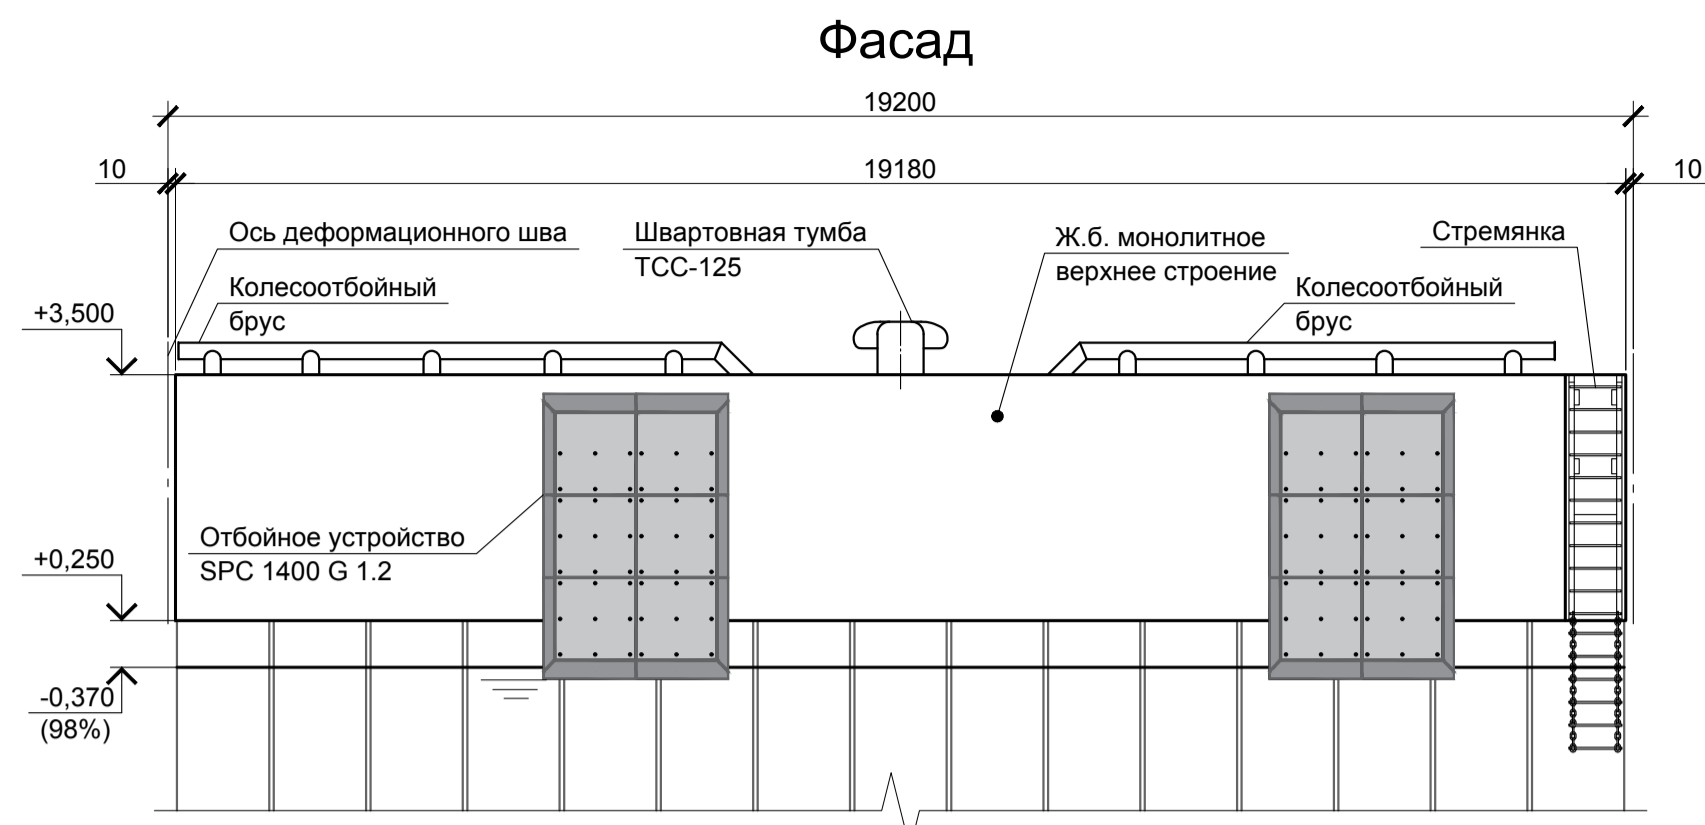 Фасад
19200
10
19180
10
Ось деформационного шва
Швартовная тумба
ТСС-125
Ж.б. монолитное
верхнее строение
Стремянка
Колесоотбойный
брус
Колесоотбойный
брус
+3,500
Отбойное устройство
SPC 1400 G 1.2
+0,250
-0,370
(98%)